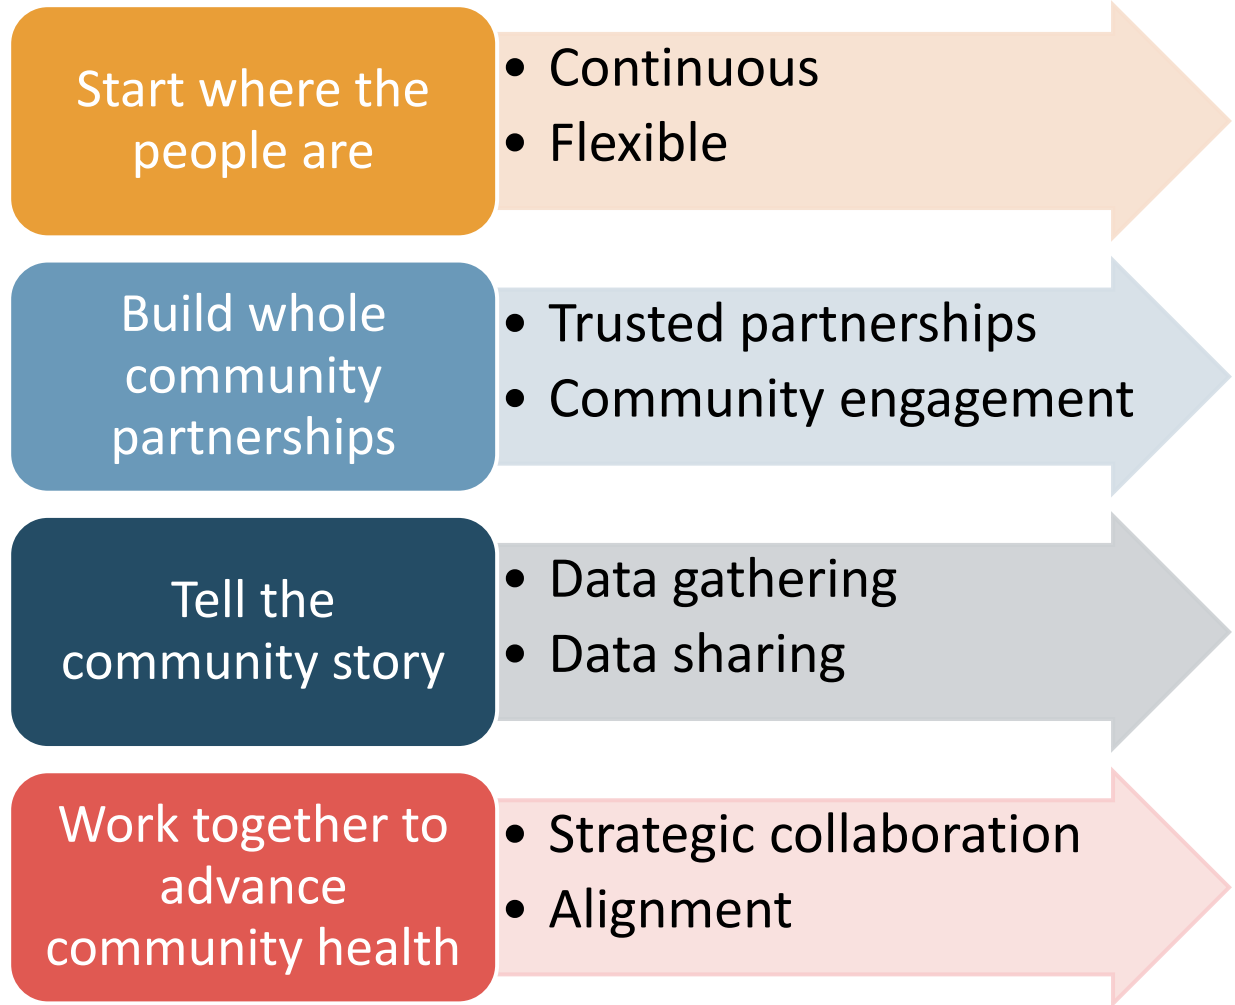 Start where the
people are
• Continuous
• Flexible
Build whole
community
partnerships
• Trusted partnerships
• Community engagement
Tell the
community story
• Data gathering
• Data sharing
Work together to
advance
community health
• Strategic collaboration
• Alignment